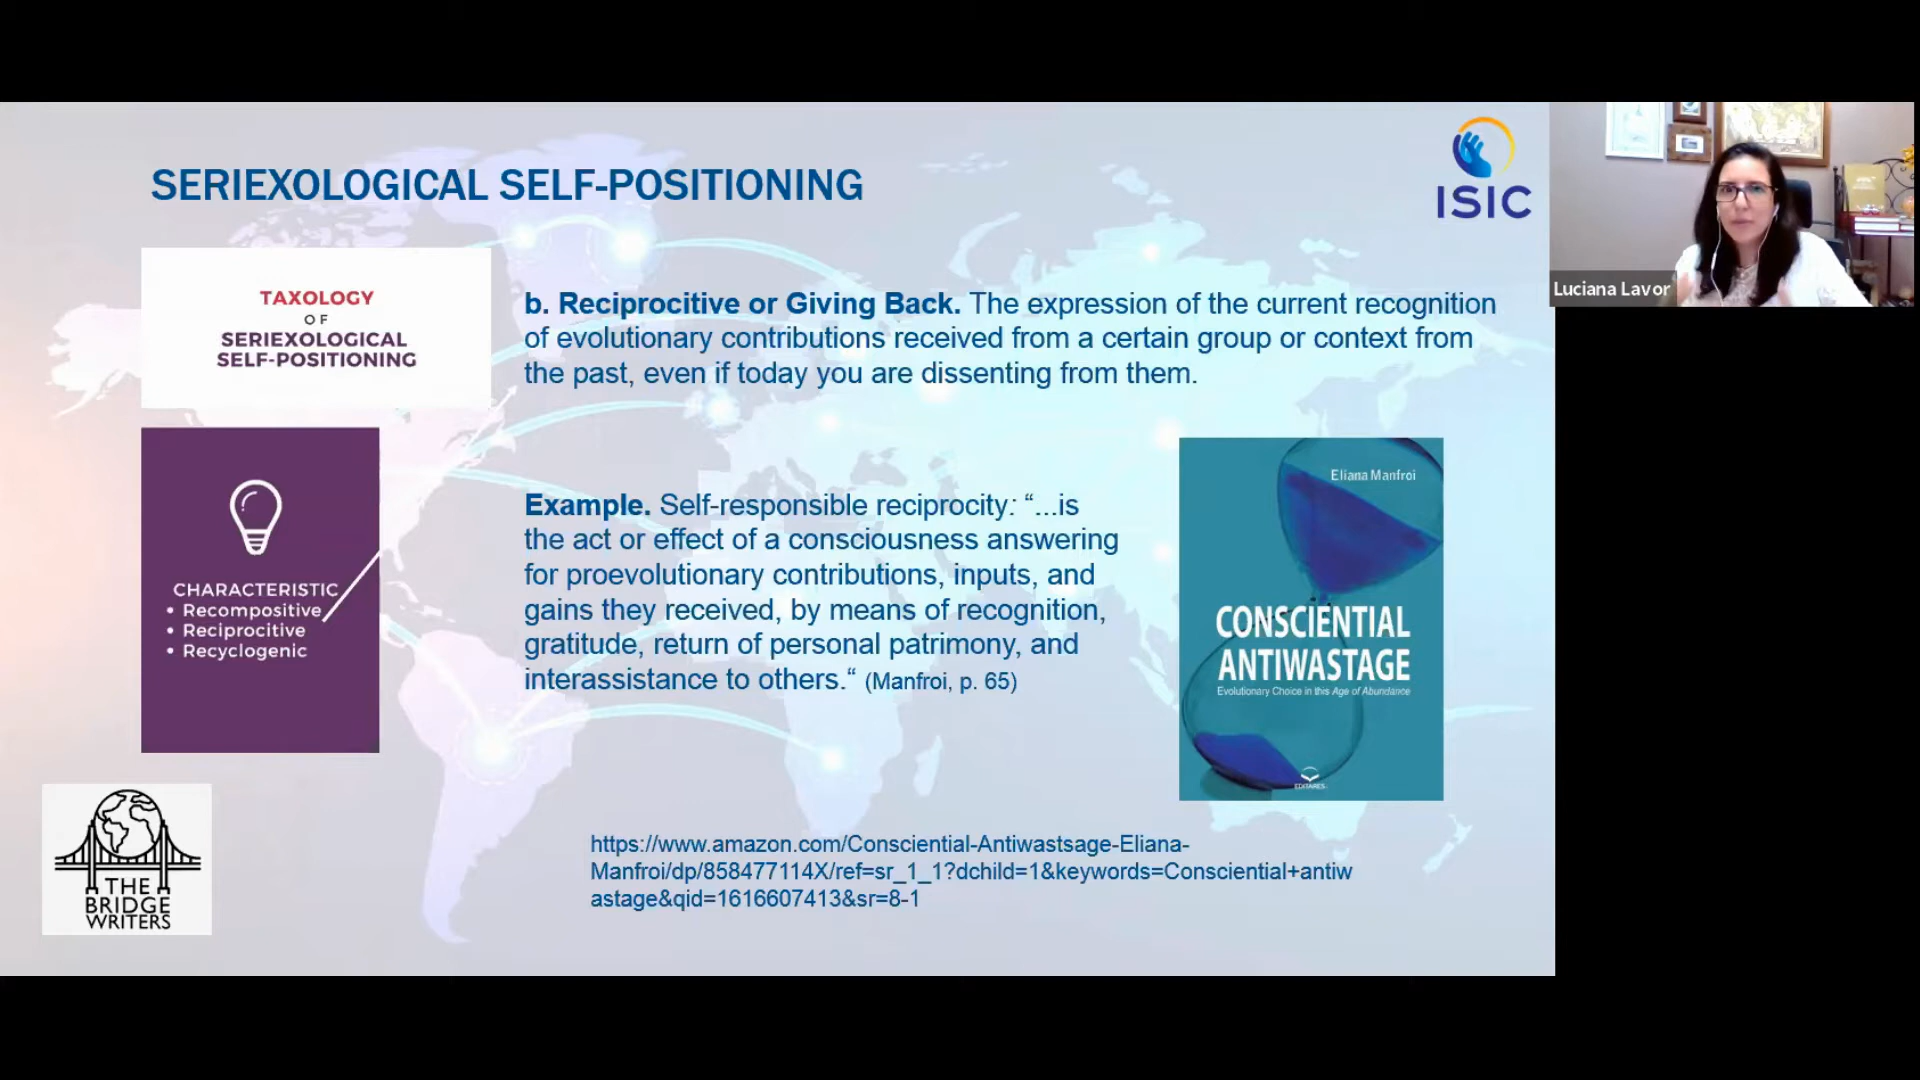 SERIEXOLOGICAL SELF-POSITIONING
ISIC
Luciana Lavor
TAXOLOGY
OF
SERIEXOLOGICAL
SELF-POSITIONING
b. Reciprocitive or Giving Back. The expression of the current recognition
of evolutionary contributions received from a certain group or context from
the past, even if today you are dissenting from them.
CHARACTERISTIC
• Recompositive
• Reciprocitive
• Recyclogenic
Example. Self-responsible reciprocity: “...is
the act or effect of a consciousness answering
for proevolutionary contributions, inputs, and
gains they received, by means of recognition,
gratitude, return of personal patrimony, and
interassistance to others.“ (Manfroi, p. 65)
Eliana Manfroi
CONSCIENTIAL
ANTIWASTAGE
Evolutionary Choice in this Age of Abundance
EDITARES
THE
BRIDGE
WRITERS
https://www.amazon.com/Consciential-Antiwastsage-Eliana-
Manfroi/dp/858477114X/ref=sr_1_1?dchild=1&keywords=Consciential+antiw
astage&qid=1616607413&sr=8-1